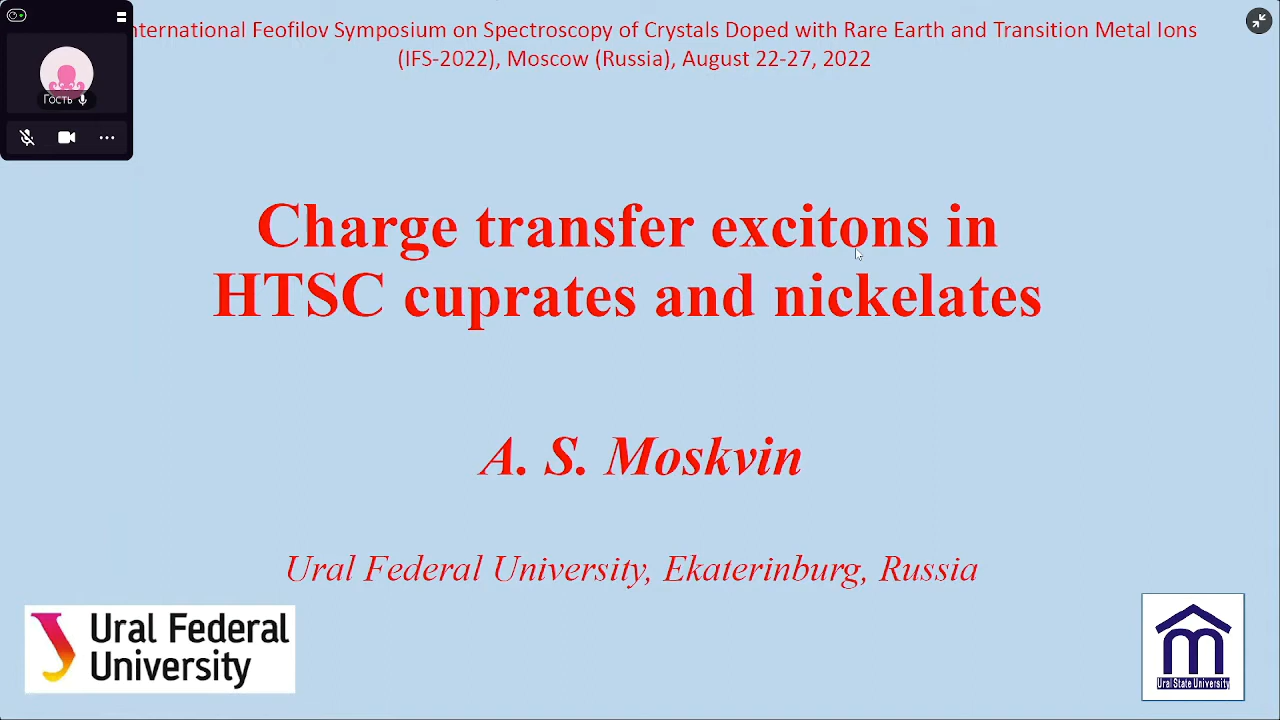 International Feofilov Symposium on Spectroscopy of Crystals Doped with Rare Earth and Transition Metal Ions
(IFS-2022), Moscow (Russia), August 22-27, 2022
Гость
Charge transfer excitons in
HTSC cuprates and nickelates
A. S. Moskvin
Ural Federal University, Ekaterinburg, Russia
Ural Federal
University
Ural State University